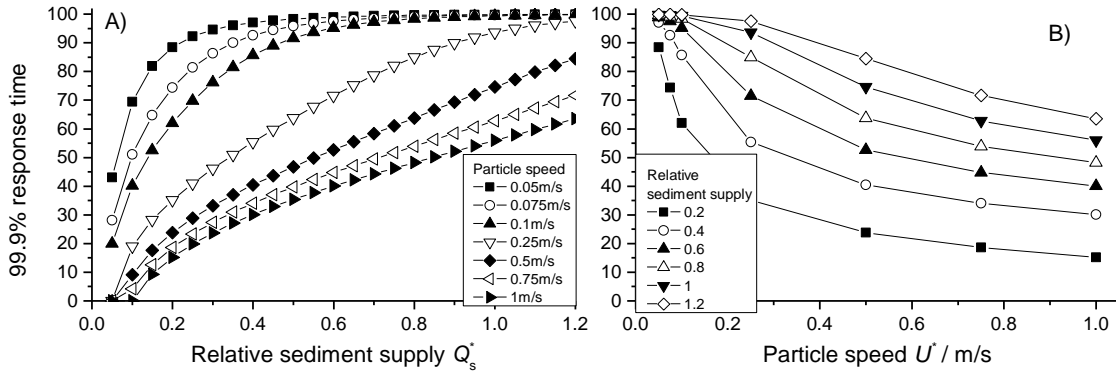 A)
B)
99.9% response time
100
90
80
70
60
50
40
30
20
10
0
0.0 0.2 0.4 0.6 0.8 1.0 1.2
Relative sediment supply Q*s
Particle speed
0.05m/s
0.075m/s
0.1m/s
0.25m/s
0.5m/s
0.75m/s
1m/s
100
90
80
70
60
50
40
30
20
10
0
0.2 0.4 0.6 0.8 1.0
Particle speed U* / m/s
Relative
sediment supply
0.2
0.4
0.6
0.8
1
1.2